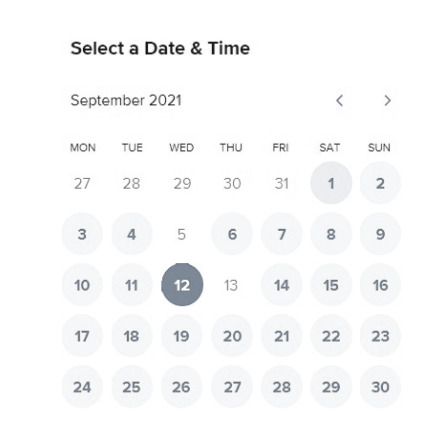 Select a Date & Time
September 2021
MON TUE WED THU FRI SAT SUN
27 28 29 30 31 1 2
3 4 5 6 7 8 9
10 11 12 13 14 15 16
17 18 19 20 21 22 23
24 25 26 27 28 29 30